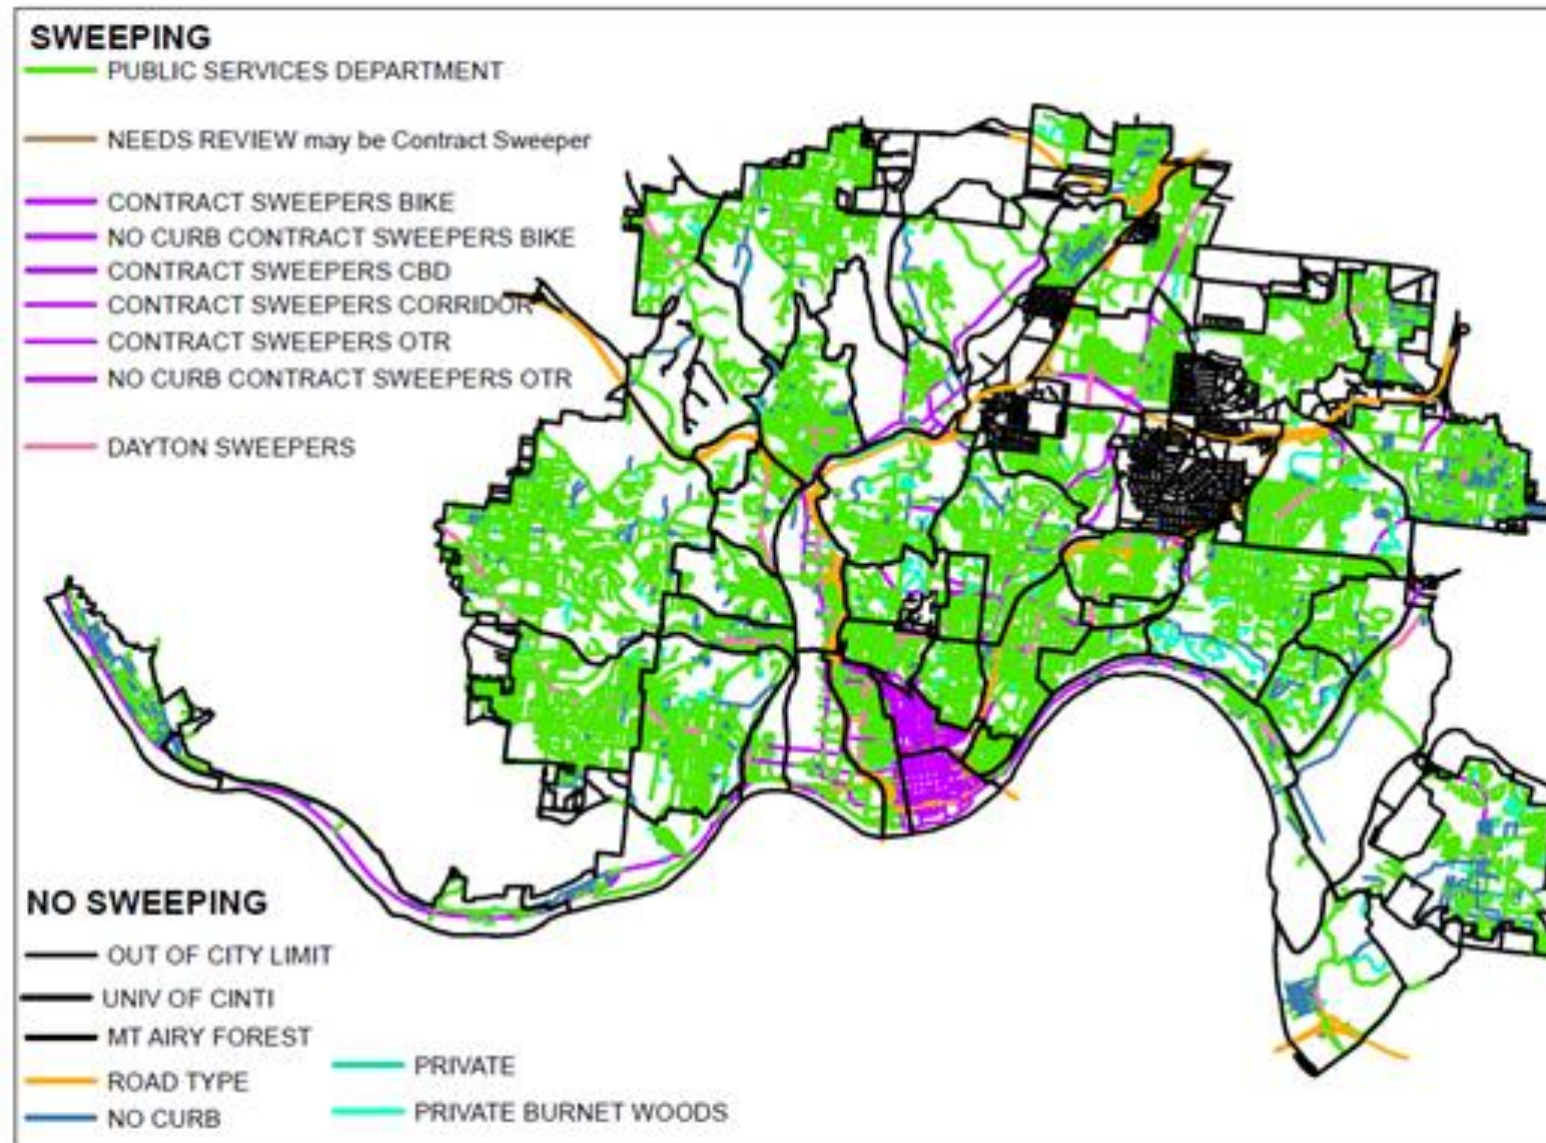 SWEEPING
PUBLIC SERVICES DEPARTMENT
NEEDS REVIEW may be Contract Sweeper
CONTRACT SWEEPERS BIKE
NO CURB CONTRACT SWEEPERS BIKE
CONTRACT SWEEPERS CBD
CONTRACT SWEEPERS CORRIDOR
CONTRACT SWEEPERS OTR
NO CURB CONTRACT SWEEPERS OTR
DAYTON SWEEPERS
NO SWEEPING
OUT OF CITY LIMIT
UNIV OF CINTI
MT AIRY FOREST
ROAD TYPE
NO CURB
PRIVATE
PRIVATE BURNET WOODS